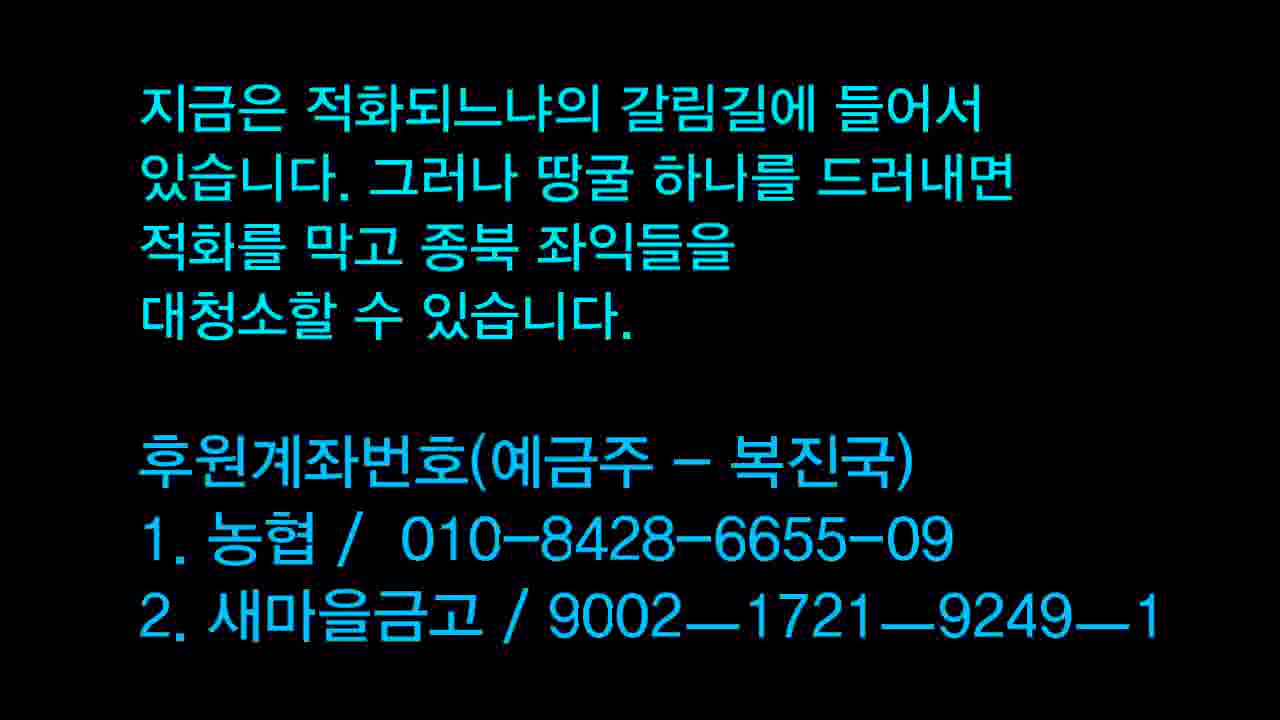 지금은 적화되느냐의 갈림길에 들어서
있습니다. 그러나 땅굴 하나를 드러내면
적화를 막고 종북 좌익들을
대청소할 수 있습니다.
후원계좌번호(예금주 - 복진국)
1. 농협 / 010-8428-6655-09
2. 새마을금고 / 9002ㅡ1721ㅡ9249ㅡ1